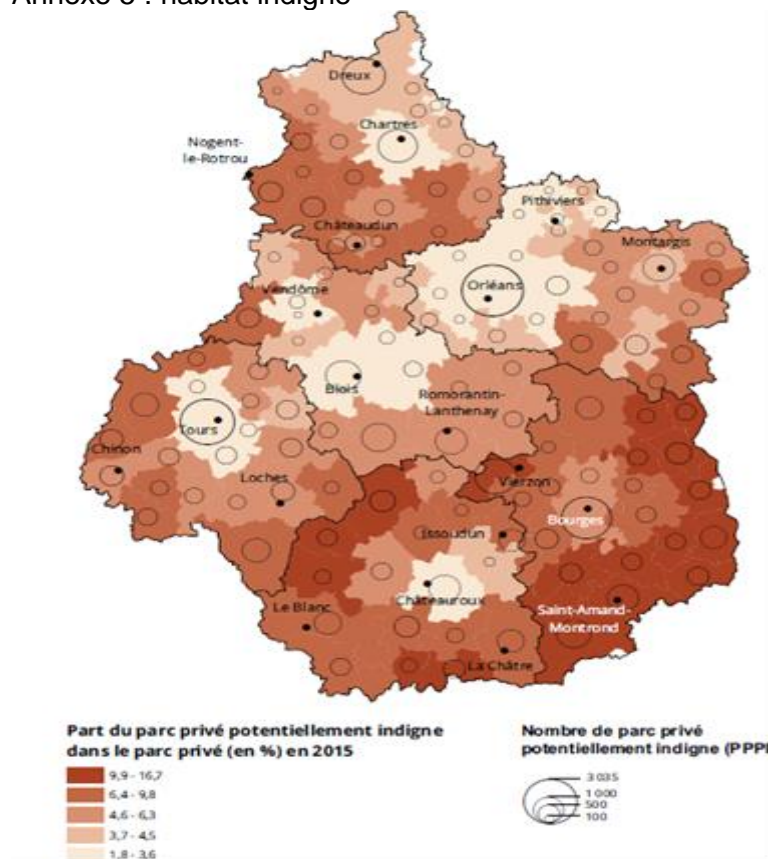 Annexe 3 : habitat indigne
Dreux
Chartres
Nogent-
le-Rotrou
Châteaudun
Pithiviers
Montargis
Orléans
Vendôme
Blois
Romorantin-
Lanthenay
Tours
Chinon
Loches
Vierzon
Bourges
Issoudun
Châteauroux
Le Blanc
Saint-Amand-
Montrond
La Châtre
Part du parc privé potentiellement indigne
dans le parc privé (en %) en 2015
9,9 - 16,7
6,4 - 9,8
4,6 - 6,3
3,7 - 4,5
1,8 - 3,6
Nombre de parc privé
potentiellement indigne (PPPI
3 035
1 000
500
100